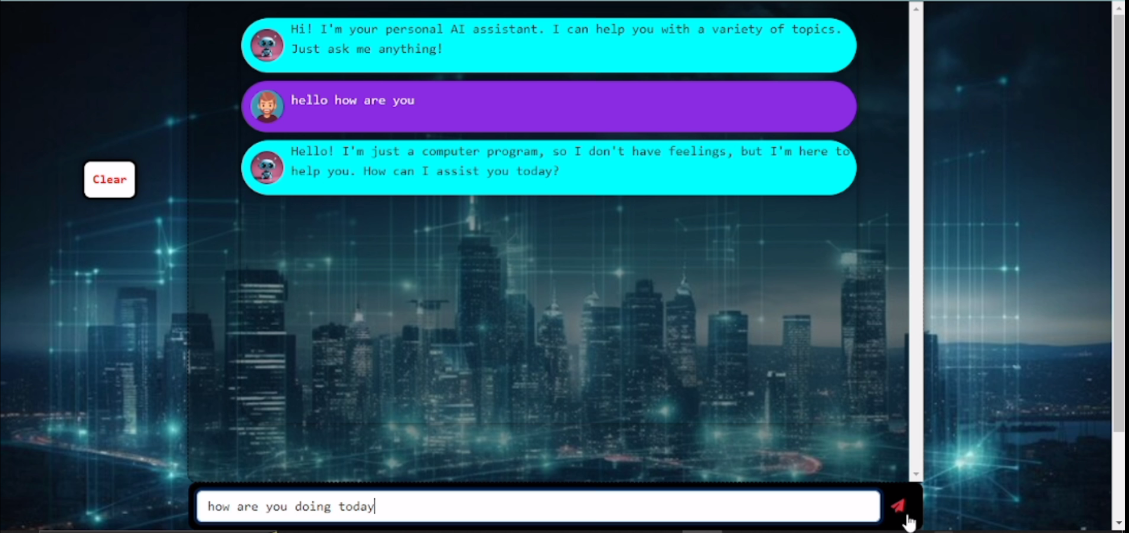 Hi! I'm your personal AI assistant. I can help you with a variety of topics.
Just ask me anything!
hello how are you
Hello! I'm just a computer program, so I don't have feelings, but I'm here to
help you. How can I assist you today?
Clear
how are you doing today